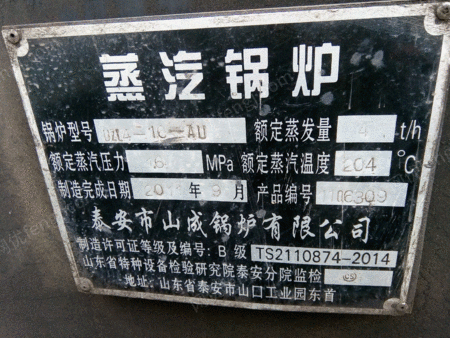 蒸汽锅炉
锅炉型号 -AⅡ 额定蒸发量 4 t/h
额定蒸汽压力 MPa 额定蒸汽温度 204 ℃
制造完成日期 20 年9月 产品编号
泰安市山成锅炉有限公司
制造许可证等级及编号: B 级 TS2110874-2014
山东省特种设备检验研究院泰安分院监检
地址: 山东省泰安市山口工业园东首